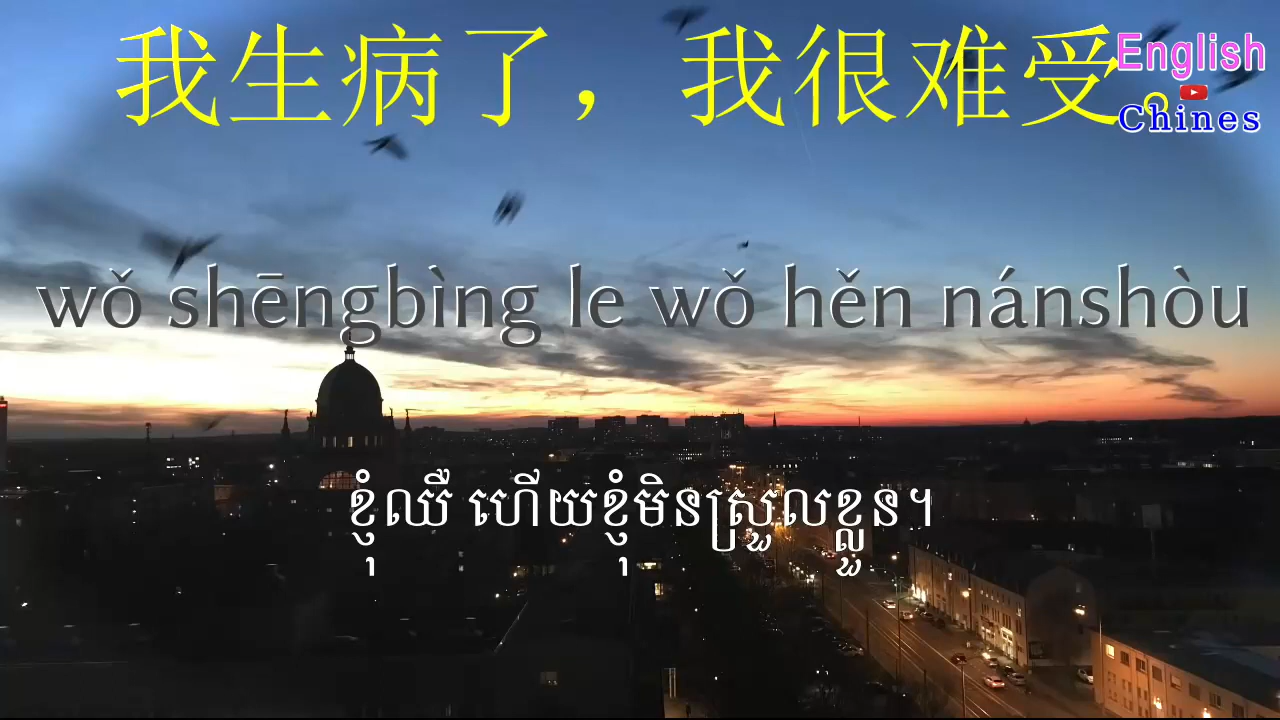 我生病了，我很难受。
English
Chines
wǒ shēngbìng le wǒ hěn nánshòu
ខ្ញុំឈឺ ហើយខ្ញុំមិនស្រួលខ្លួន។